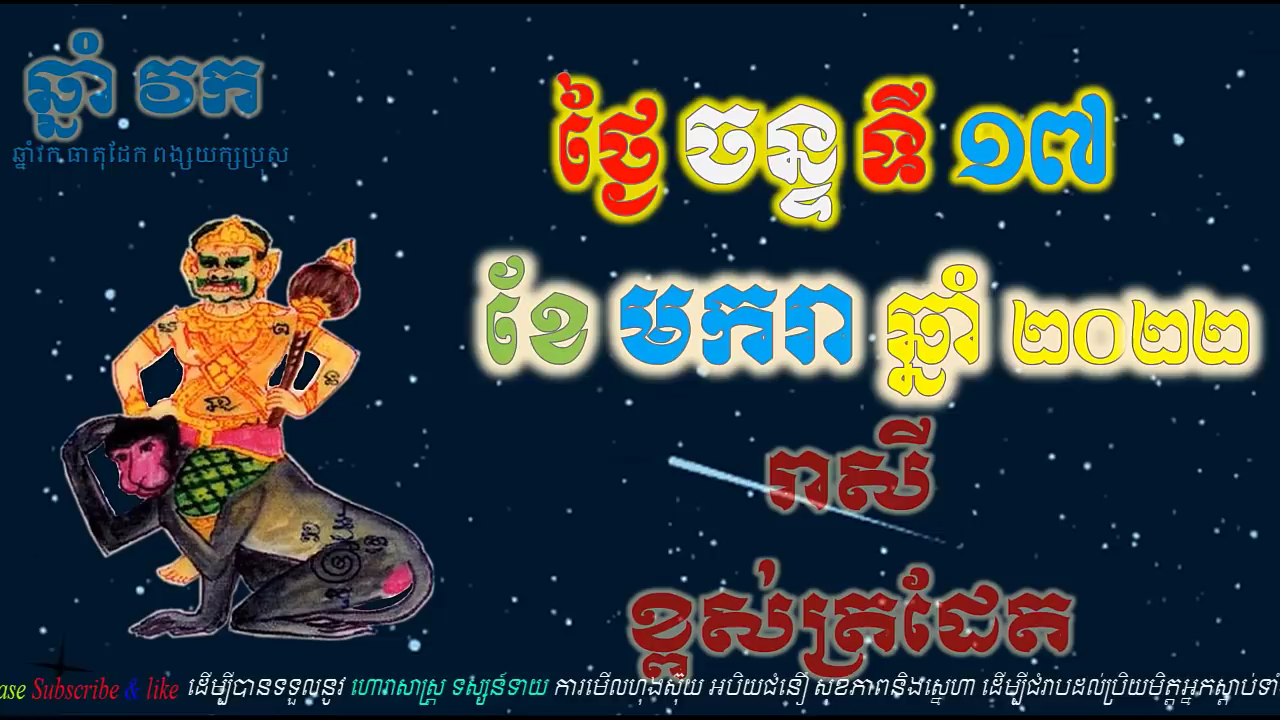 ឆ្នាំ វក
ឆ្នាំវក ធាតុដែក ពង្សយក្សប្រុស
ថ្ងៃ ចន្ទ ទី ១៧
ខែ មករា ឆ្នាំ ២០២២
រាសី
ខ្ពស់ត្រដែត
ase Subscribe & like ដើម្បីបានទទួលនូវ ហោរាសាស្ត្រ ទស្សន៍ទាយ ការមើលហុងស៊ុយ អបិយជំនឿ សុខភាពនិងស្នេហា ដើម្បីជំរាបដល់ប្រិយមិត្តអ្នកស្តាប់ទាំ